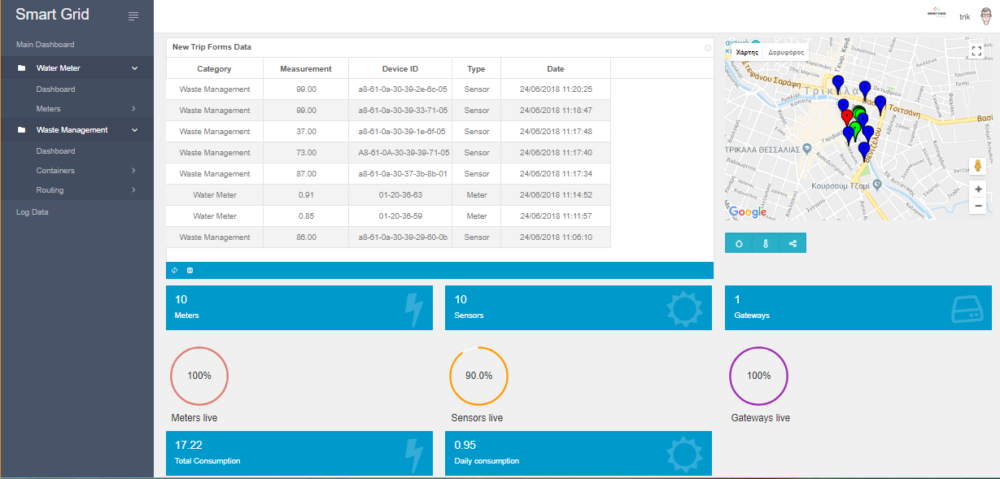 Smart Grid
SMART GRID
trik
Main Dashboard
Water Meter
Dashboard
Meters
Waste Management
Dashboard
Containers
Routing
Log Data
New Trip Forms Data
Category Measurement Device ID Type Date
Waste Management 99.00 a8-61-0a-30-39-2e-6c-05 Sensor 24/06/2018 11:20:25
Waste Management 99.00 a8-61-0a-30-39-33-71-05 Sensor 24/06/2018 11:18:47
Waste Management 37.00 a8-61-0a-30-39-1e-6f-05 Sensor 24/06/2018 11:17:48
Waste Management 73.00 A8-61-0A-30-39-39-71-05 Sensor 24/06/2018 11:17:40
Waste Management 87.00 a8-61-0a-30-37-3b-8b-01 Sensor 24/06/2018 11:17:34
Water Meter 0.91 01-20-36-63 Meter 24/06/2018 11:14:52
Water Meter 0.85 01-20-36-59 Meter 24/06/2018 11:11:57
Waste Management 86.00 a8-61-0a-30-39-29-60-0b Sensor 24/06/2018 11:06:10
Χάρτης Δορυφόρος
Στεφάνου Σαράφη
Τρίκαλα
Βασ. Τσιτσάνη
Βασί
ΤΡΙΚΑΛΑ ΘΕΣΣΑΛΙΑΣ
Κουρσούμ Τζαμί
Google
10
Meters
10
Sensors
1
Gateways
100%
Meters live
90.0%
Sensors live
100%
Gateways live
17.22
Total Consumption
0.95
Daily consumption